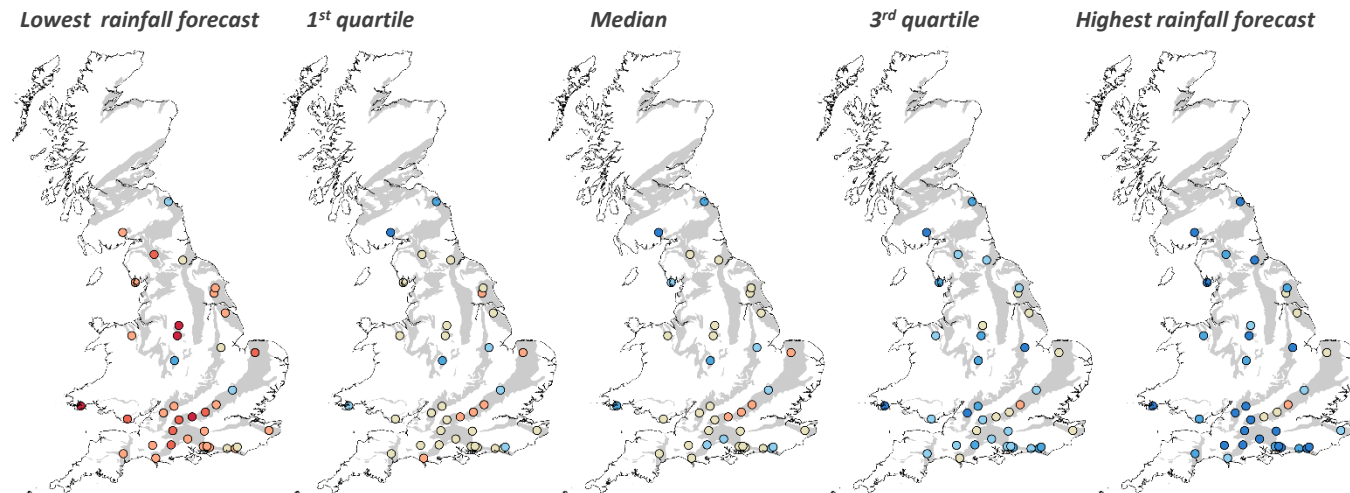 Lowest rainfall forecast
1st quartile
Median
3rd quartile
Highest rainfall forecast